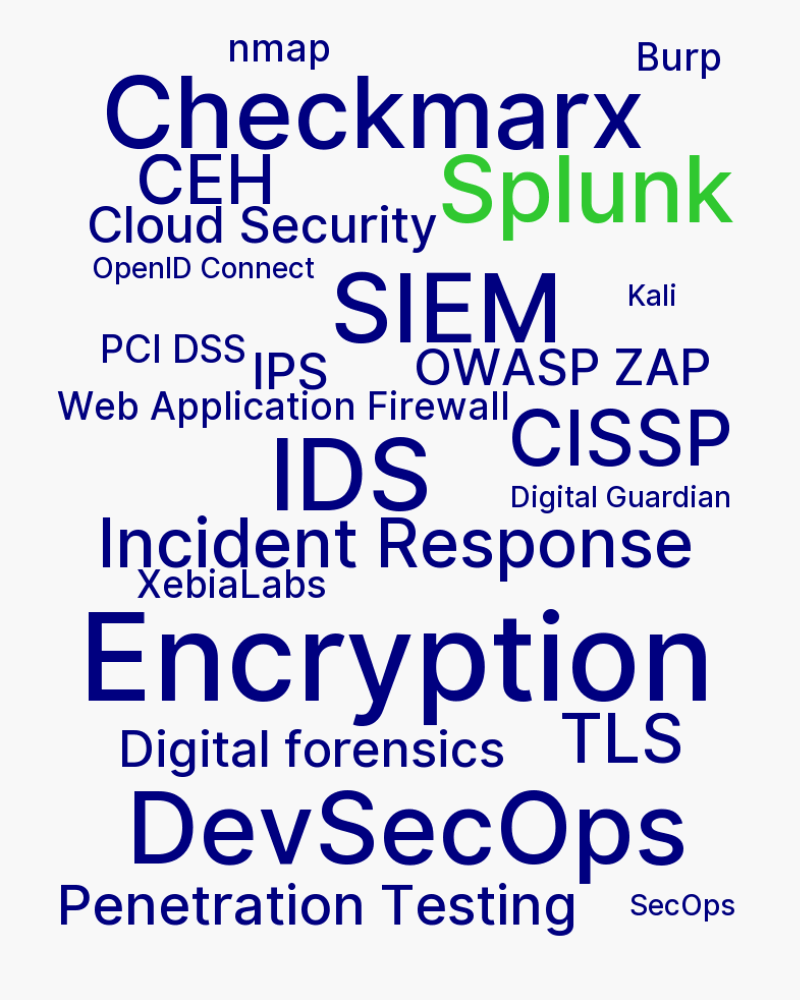 nmap
Burp
Checkmarx
CEH
Splunk
Cloud Security
OpenID Connect
SIEM
Kali
PCI DSS
IPS
OWASP ZAP
Web Application Firewall
CISSP
IDS
Digital Guardian
Incident Response
XebiaLabs
Encryption
Digital forensics
TLS
DevSecOps
Penetration Testing
SecOps